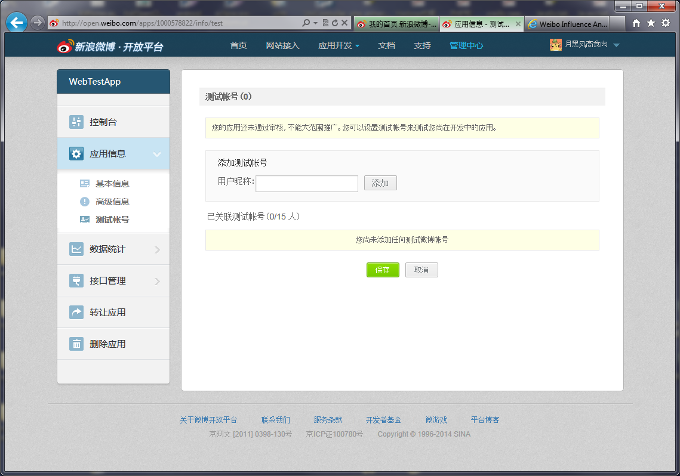 http://open.weibo.com/apps/1000578822/info/test
我的首页 新浪微博-...
应用信息 - 测试...
Weibo Influence An...
新浪微博·开放平台
首页
网站接入
应用开发
文档
支持
管理中心
WebTestApp
控制台
应用信息
基本信息
高级信息
测试帐号
数据统计
接口管理
转让应用
删除应用
测试帐号(0)
您的应用还未通过审核,不能大范围推广。您可以设置测试帐号来测试您尚在开发中的应用。
添加测试帐号
用户昵称:
添加
已关联测试帐号(0/15 人)
您尚未添加任何测试微博帐号
保存
取消
关于微博开放平台 联系我们 服务条款 开发者基金 微游戏 平台博客
京网文 [2011] 0398-130号 京ICP证100780号 Copyright © 1996-2014 SINA